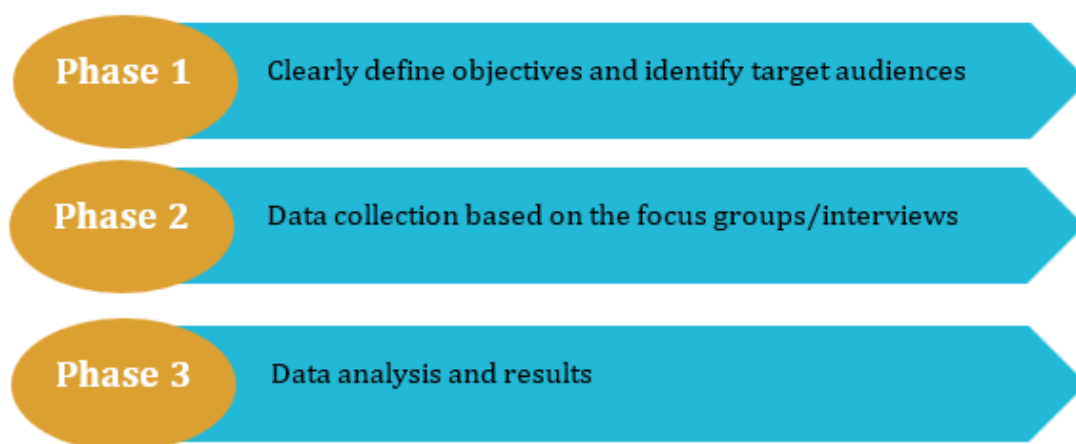 Phase 1
Clearly define objectives and identify target audiences
Phase 2
Data collection based on the focus groups/interviews
Phase 3
Data analysis and results